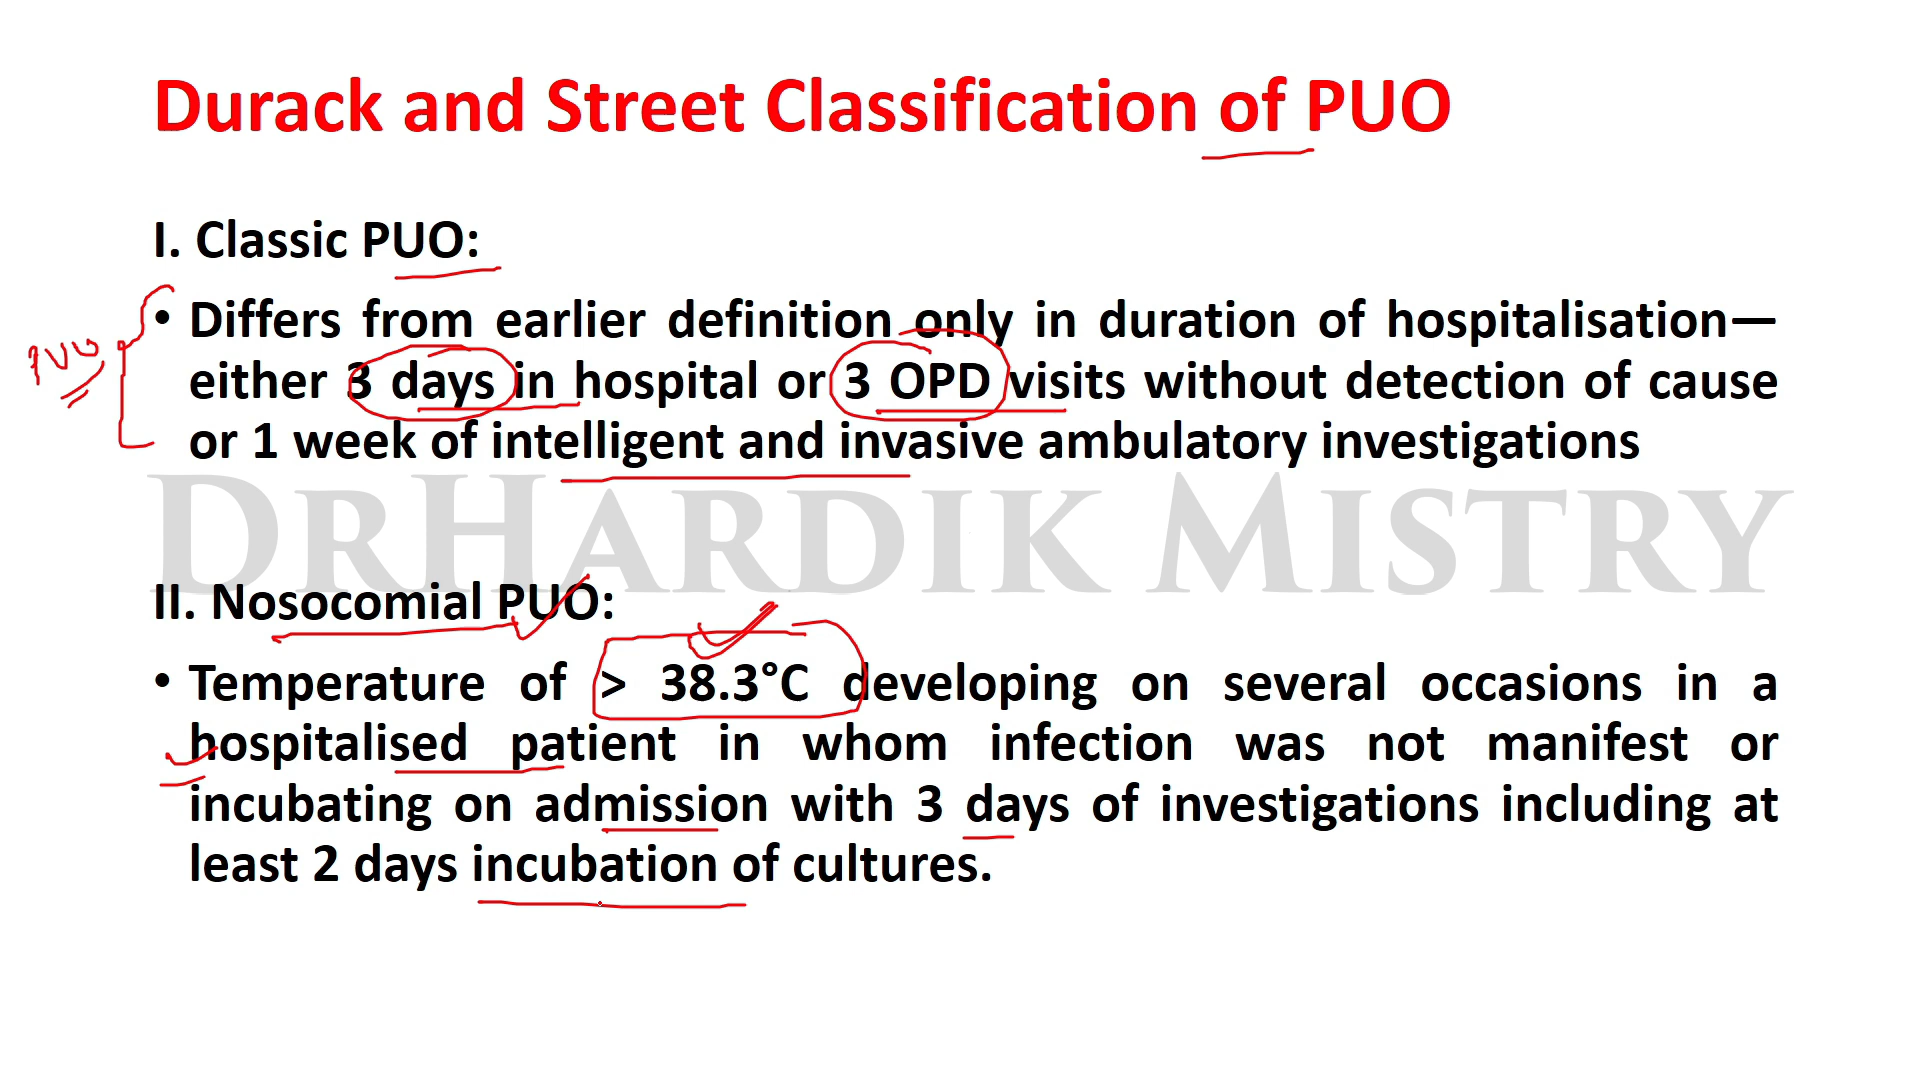 Durack and Street Classification of PUO
I. Classic PUO:
• Differs from earlier definition only in duration of hospitalisation—
either 3 days in hospital or 3 OPD visits without detection of cause
or 1 week of intelligent and invasive ambulatory investigations
PUO
DRHARDIK MISTRY
II. Nosocomial PUO:
• Temperature of > 38.3°C developing on several occasions in a
hospitalised patient in whom infection was not manifest or
incubating on admission with 3 days of investigations including at
least 2 days incubation of cultures.